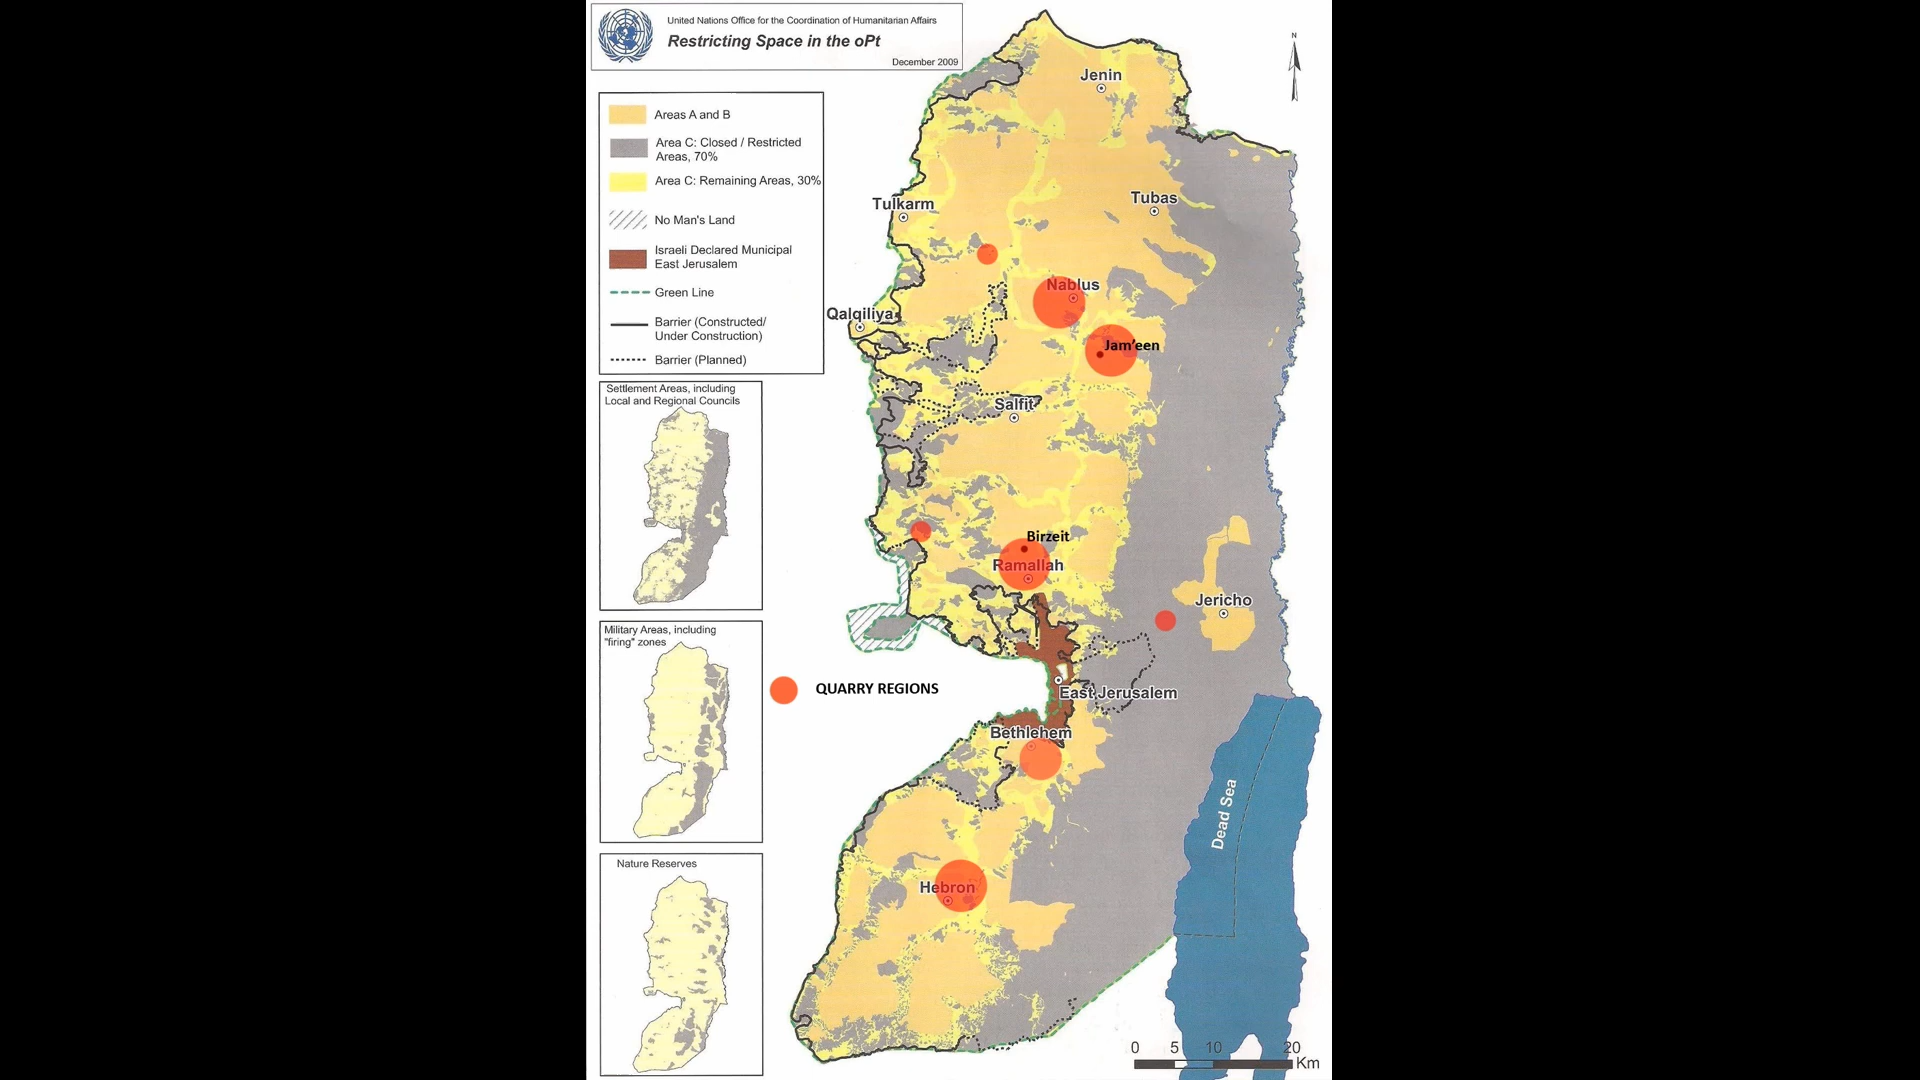 United Nations Office for the Coordination of Humanitarian Affairs
Restricting Space in the oPt
December 2009
N
Areas A and B
Area C: Closed / Restricted
Areas, 70%
Area C: Remaining Areas, 30%
No Man's Land
Israeli Declared Municipal
East Jerusalem
Green Line
Barrier (Constructed/
Under Construction)
Barrier (Planned)
Settlement Areas, including
Local and Regional Councils
Military Areas, including
"firing" zones
Nature Reserves
QUARRY REGIONS
Jenin
Tubas
Tulkarm
Nablus
Qalqiliya
Jam'een
Salfit
Birzeit
Ramallah
Jericho
East Jerusalem
Bethlehem
Dead Sea
Hebron
0 5 10 20
Km